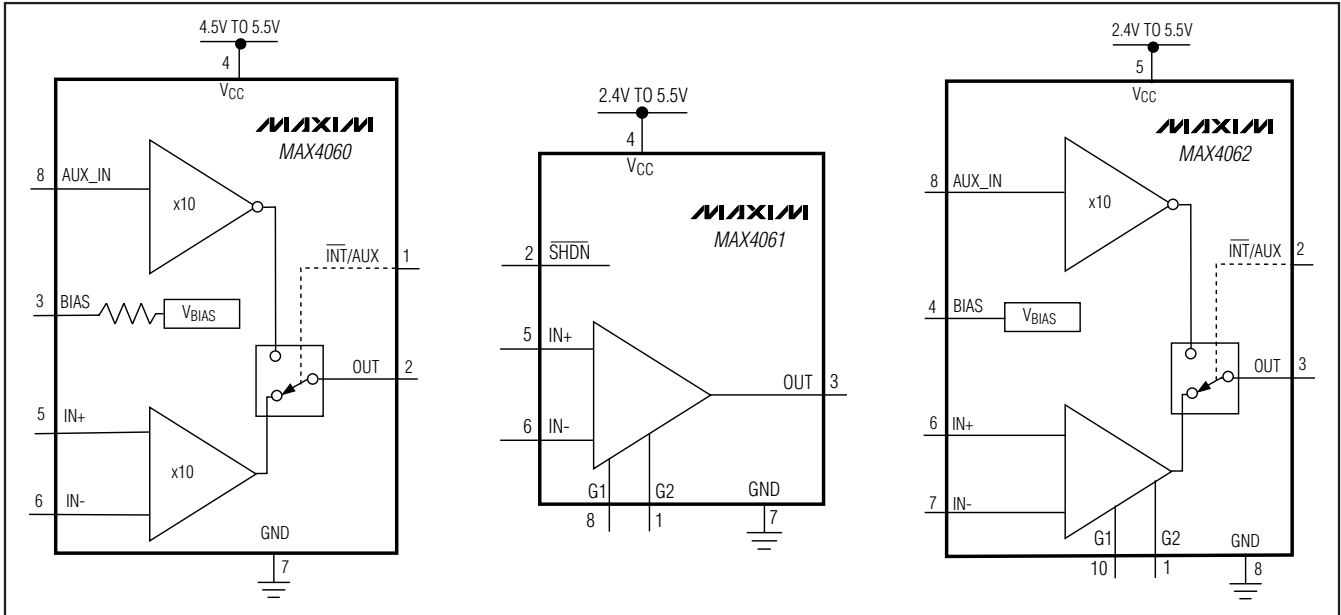 4.5V TO 5.5V
4
VCC
MAXIM
MAX4060
8 AUX_IN
x10
INT/AUX 1
3 BIAS
VBIAS
OUT 2
5 IN+
x10
6 IN-
GND
7
2.4V TO 5.5V
4
VCC
MAXIM
MAX4061
2 SHDN
5 IN+
OUT 3
6 IN-
G1 G2 GND
8 1 7
2.4V TO 5.5V
5
VCC
MAXIM
MAX4062
8 AUX_IN
x10
INT/AUX 2
4 BIAS
VBIAS
OUT 3
6 IN+
7 IN-
G1 G2 GND
10 1 8